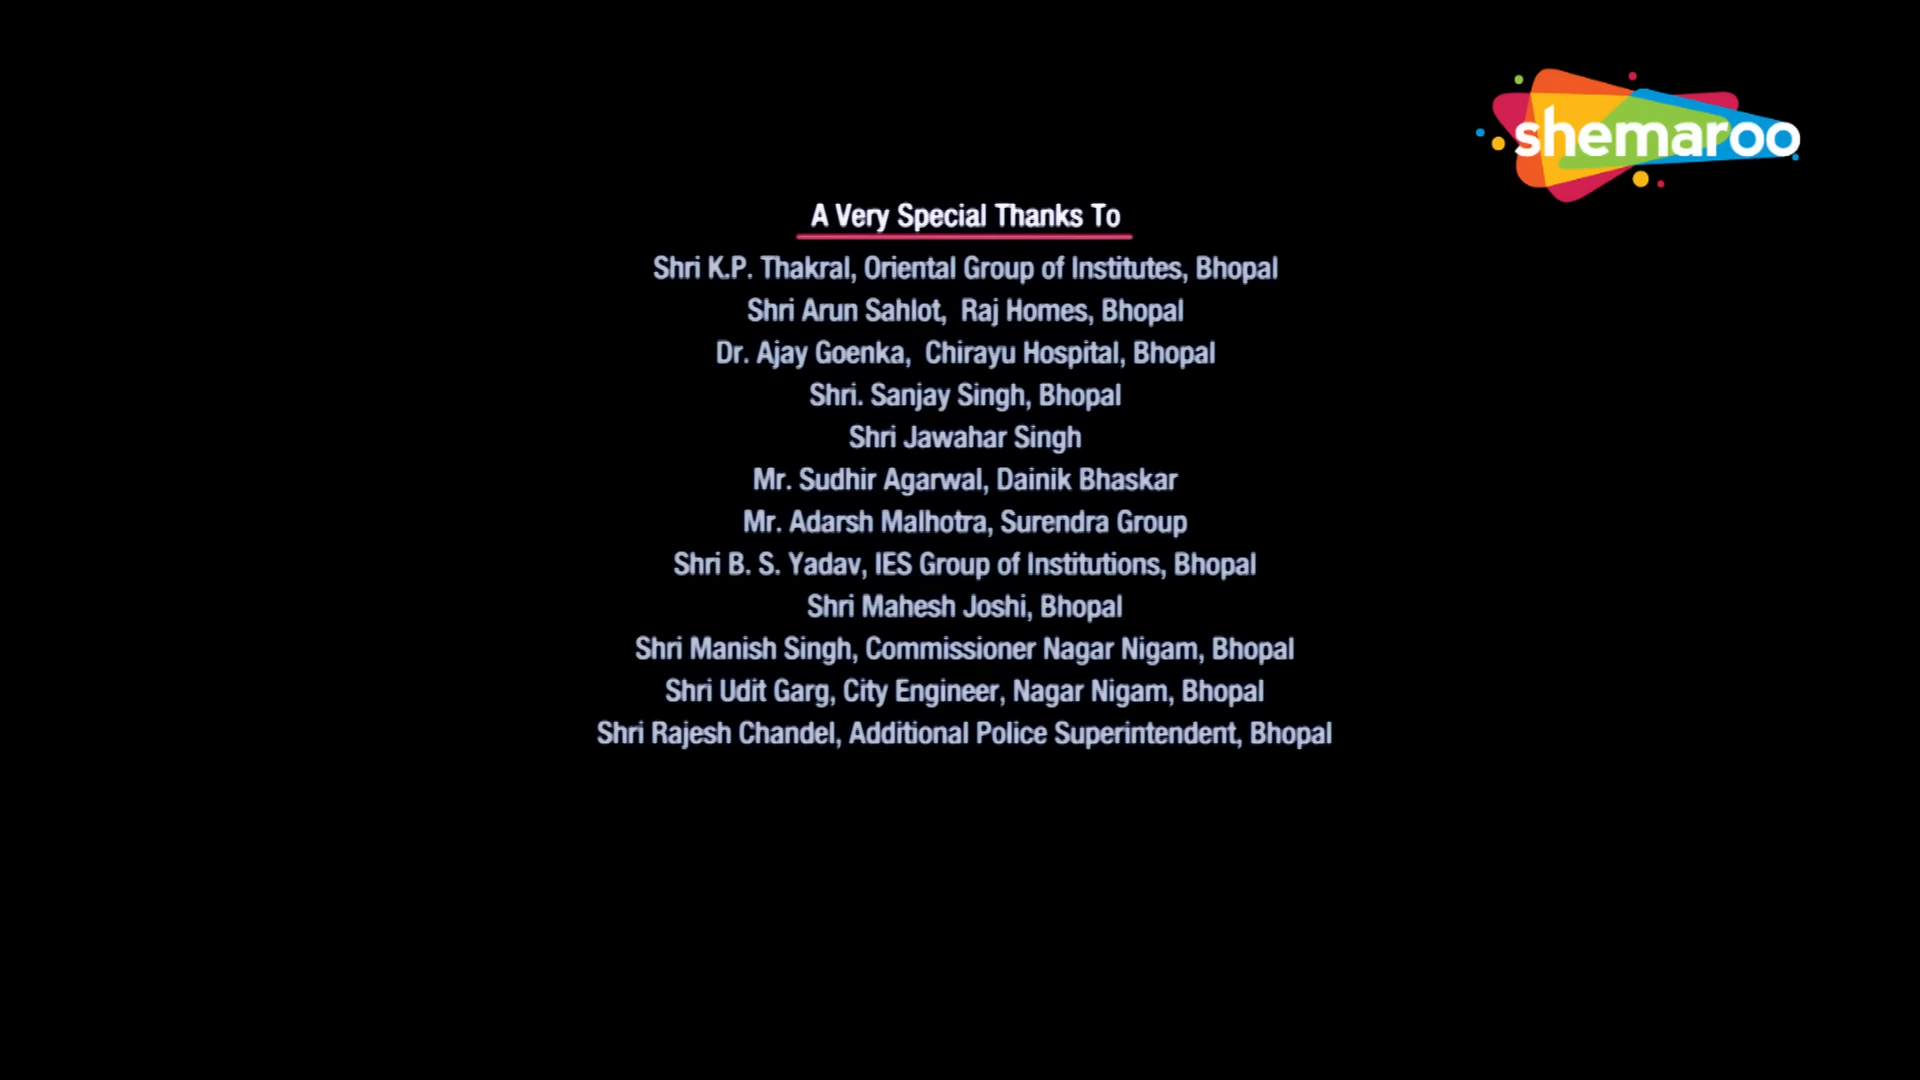 shemaroo
A Very Special Thanks To
Shri K.P. Thakral, Oriental Group of Institutes, Bhopal
Shri Arun Sahlot, Raj Homes, Bhopal
Dr. Ajay Goenka, Chirayu Hospital, Bhopal
Shri. Sanjay Singh, Bhopal
Shri Jawahar Singh
Mr. Sudhir Agarwal, Dainik Bhaskar
Mr. Adarsh Malhotra, Surendra Group
Shri B. S. Yadav, IES Group of Institutions, Bhopal
Shri Mahesh Joshi, Bhopal
Shri Manish Singh, Commissioner Nagar Nigam, Bhopal
Shri Udit Garg, City Engineer, Nagar Nigam, Bhopal
Shri Rajesh Chandel, Additional Police Superintendent, Bhopal